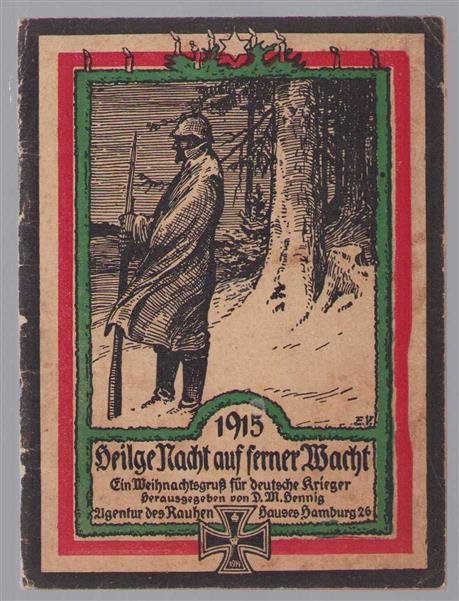 E.V.
1915
Heilge Nacht auf ferner Wacht
Ein Weihnachtsgruß für deutsche Krieger
Herausgegeben von D. M. Hennig
Agentur des Rauhen Hauses Hamburg 26
W
1914